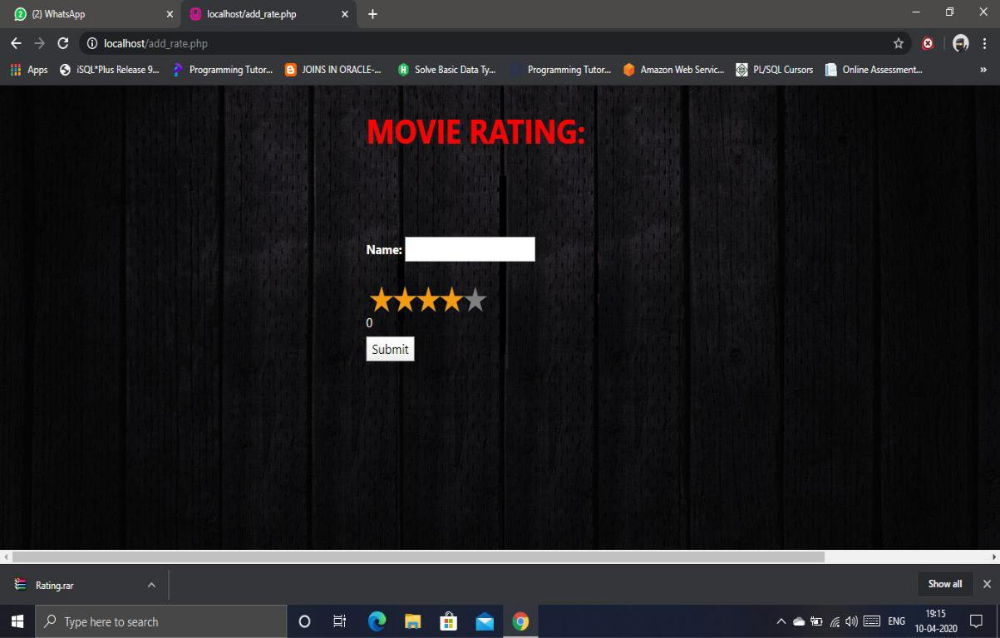 2 (2) WhatsApp
localhost/add_rate.php
localhost/add_rate.php
Apps iSQL*Plus Release 9... Programming Tutor... JOINS IN ORACLE-... Solve Basic Data Ty... Programming Tutor... Amazon Web Servic... PL/SQL Cursors Online Assessment... »
MOVIE RATING:
Name:
0
Submit
Rating.rar
Show all
Type here to search
ENG
19:15
10-04-2020